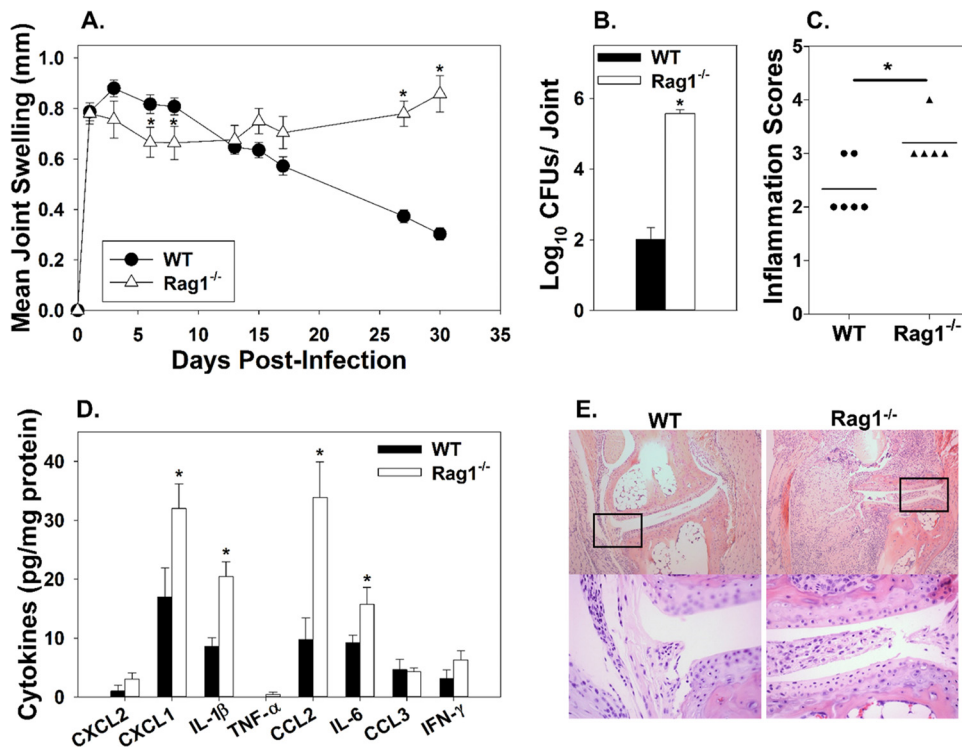 A.
Mean Joint Swelling (mm)
1.0
0.8
0.6
0.4
0.2
0.0
* * * *
WT
Rag1-/-
0 5 10 15 20 25 30 35
Days Post-Infection
B.
WT
Rag1-/-
*
Log10 CFUs/ Joint
6
4
2
0
C.
Inflammation Scores
5
4
3
2
1
0
*
WT Rag1-/-
D.
Cytokines (pg/mg protein)
40
30
20
10
0
WT
Rag1-/-
* * * *
CXCL2 CXCL1 IL-1β TNF-α CCL2 IL-6 CCL3 IFN-γ
E.
WT Rag1-/-